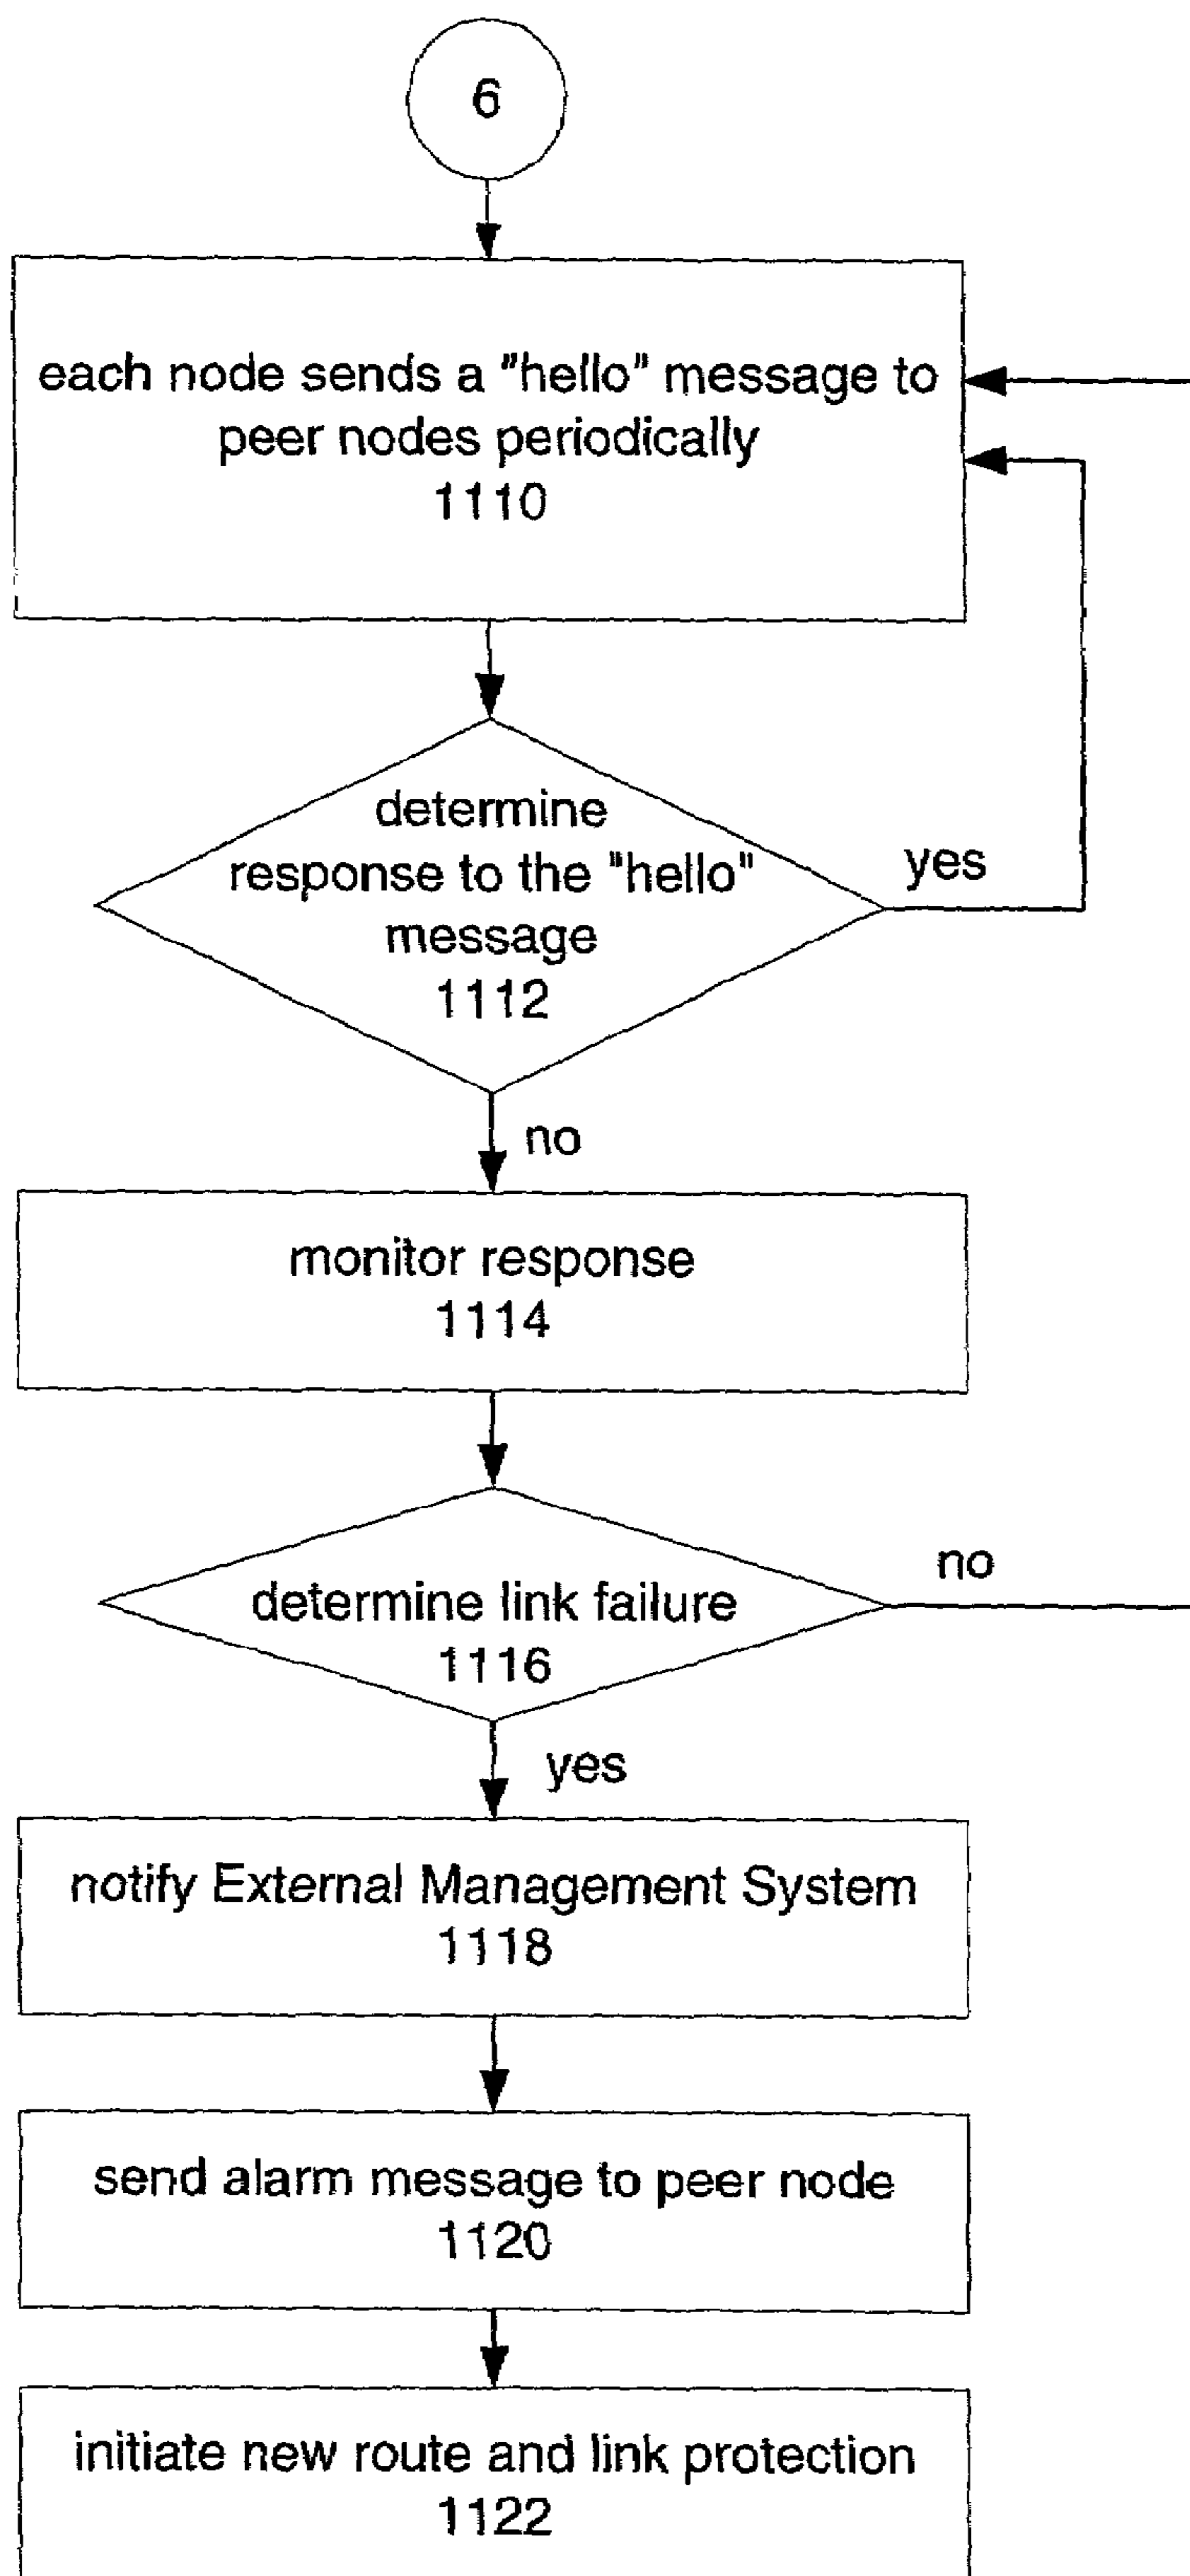 6
each node sends a "hello" message to
peer nodes periodically
1110
determine
response to the "hello"
message
1112
yes
no
monitor response
1114
determine link failure
1116
no
yes
notify External Management System
1118
send alarm message to peer node
1120
initiate new route and link protection
1122